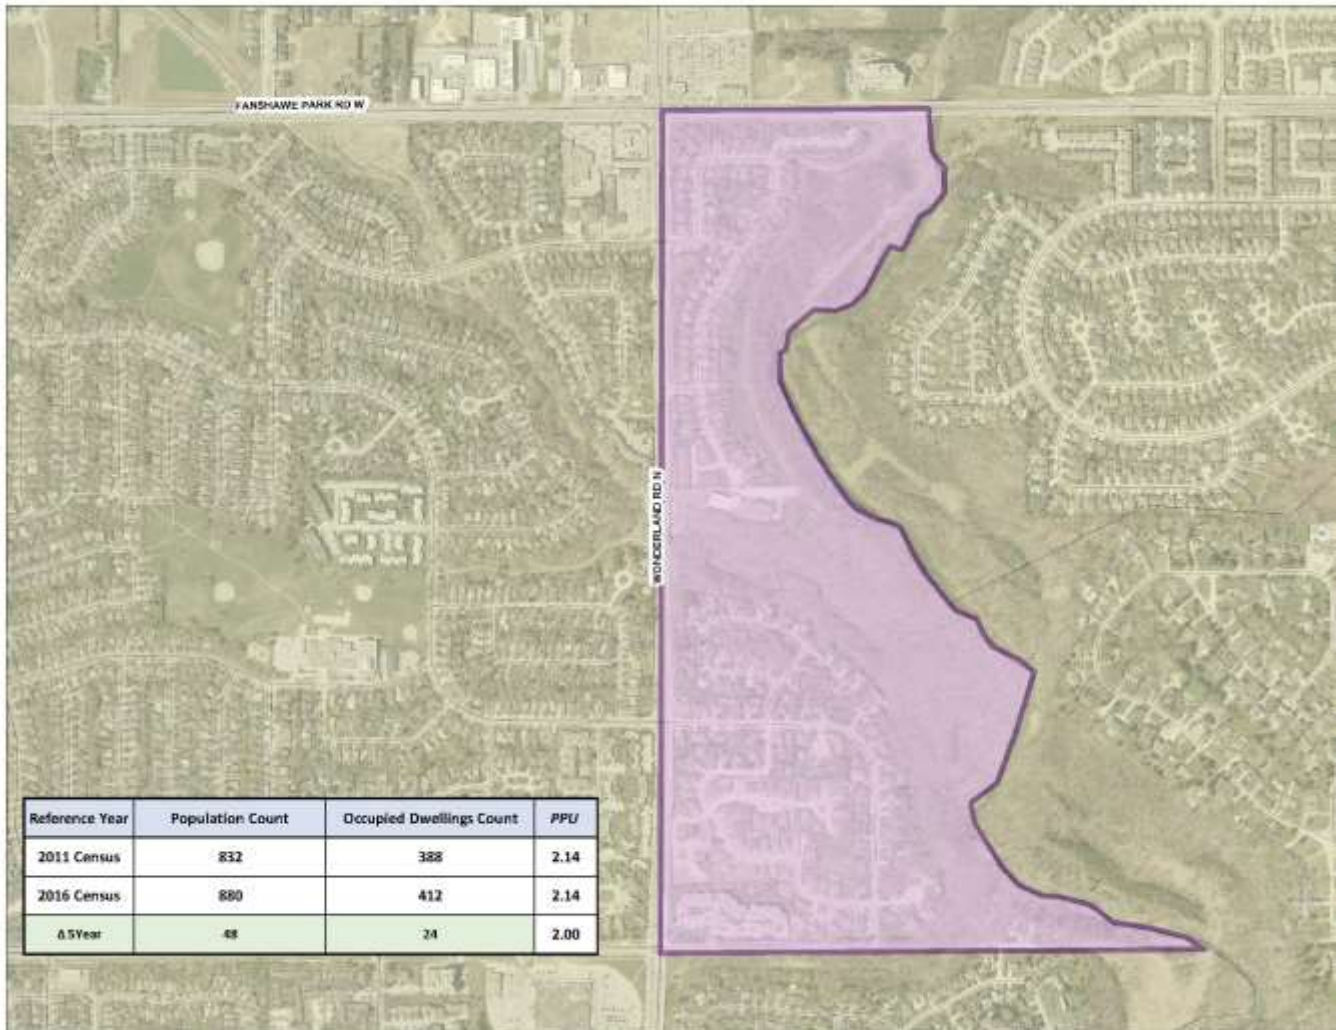 FANSHAWE PARK RD W
WONDERLAND RD N
Reference Year Population Count Occupied Dwellings Count PPU
2011 Census 832 388 2.14
2016 Census 880 412 2.14
Δ5Year 48 24 2.00